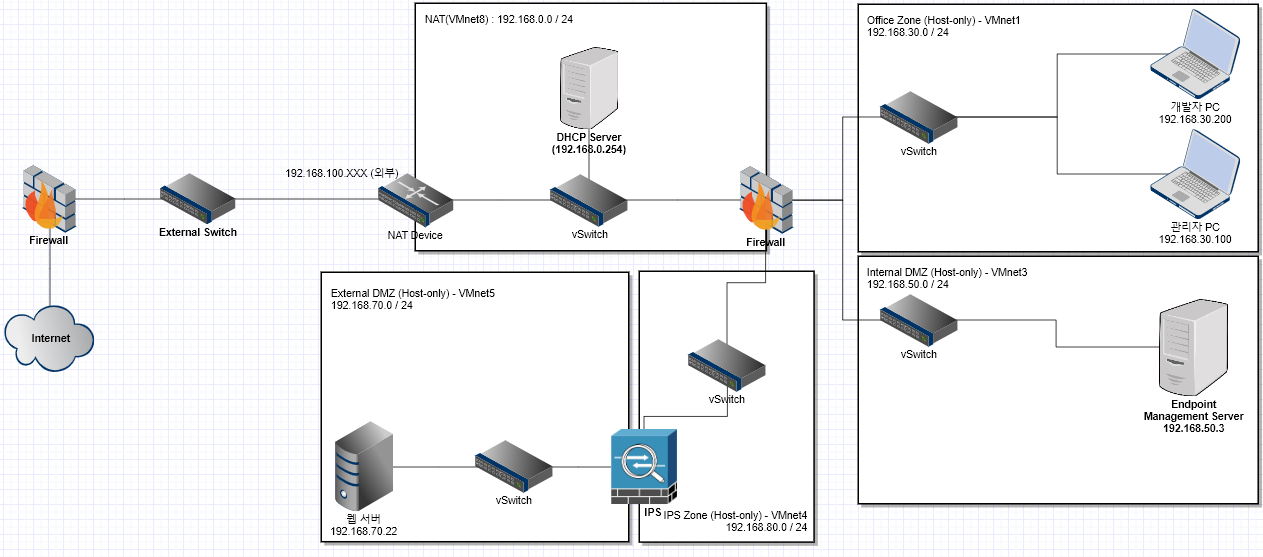 NAT(VMnet8) : 192.168.0.0 / 24
DHCP Server
(192.168.0.254)
192.168.100.XXX (외부)
Firewall
External Switch
NAT Device
vSwitch
Firewall
Internet
Office Zone (Host-only) - VMnet1
192.168.30.0 / 24
vSwitch
개발자 PC
192.168.30.200
관리자 PC
192.168.30.100
Internal DMZ (Host-only) - VMnet3
192.168.50.0 / 24
vSwitch
Endpoint
Management Server
192.168.50.3
External DMZ (Host-only) - VMnet5
192.168.70.0 / 24
웹 서버
192.168.70.22
vSwitch
vSwitch
IPS
IPS Zone (Host-only) - VMnet4
192.168.80.0 / 24